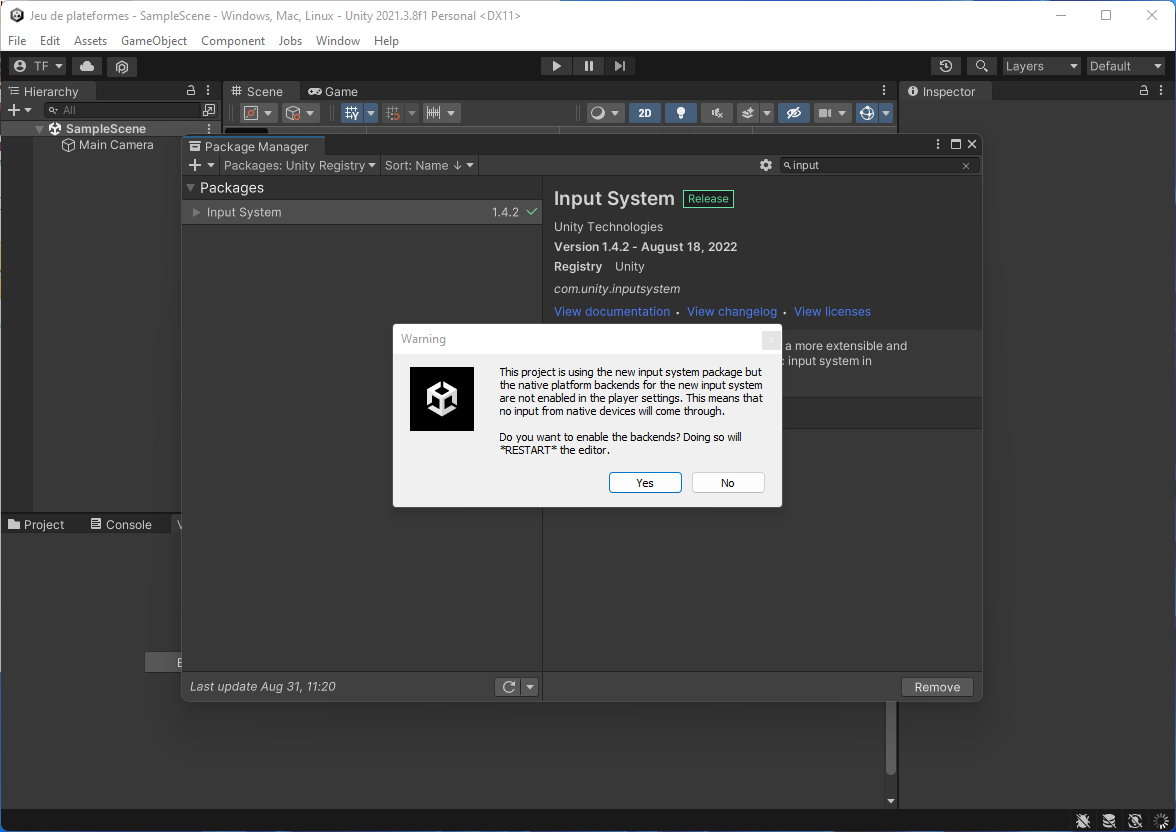 Jeu de plateformes - SampleScene - Windows, Mac, Linux - Unity 2021.3.8f1 Personal <DX11>
File Edit Assets GameObject Component Jobs Window Help
TF Layers Default
Hierarchy Scene Game Inspector
All 2D
SampleScene
Main Camera
Package Manager
Packages: Unity Registry Sort: Name ↓ input
Packages
Input System 1.4.2
Input System Release
Unity Technologies
Version 1.4.2 - August 18, 2022
Registry Unity
com.unity.inputsystem
View documentation • View changelog • View licenses
a more extensible and
input system in
Warning
This project is using the new input system package but
the native platform backends for the new input system
are not enabled in the player settings. This means that
no input from native devices will come through.
Do you want to enable the backends? Doing so will
*RESTART* the editor.
Yes No
Project Console
Last update Aug 31, 11:20
Remove